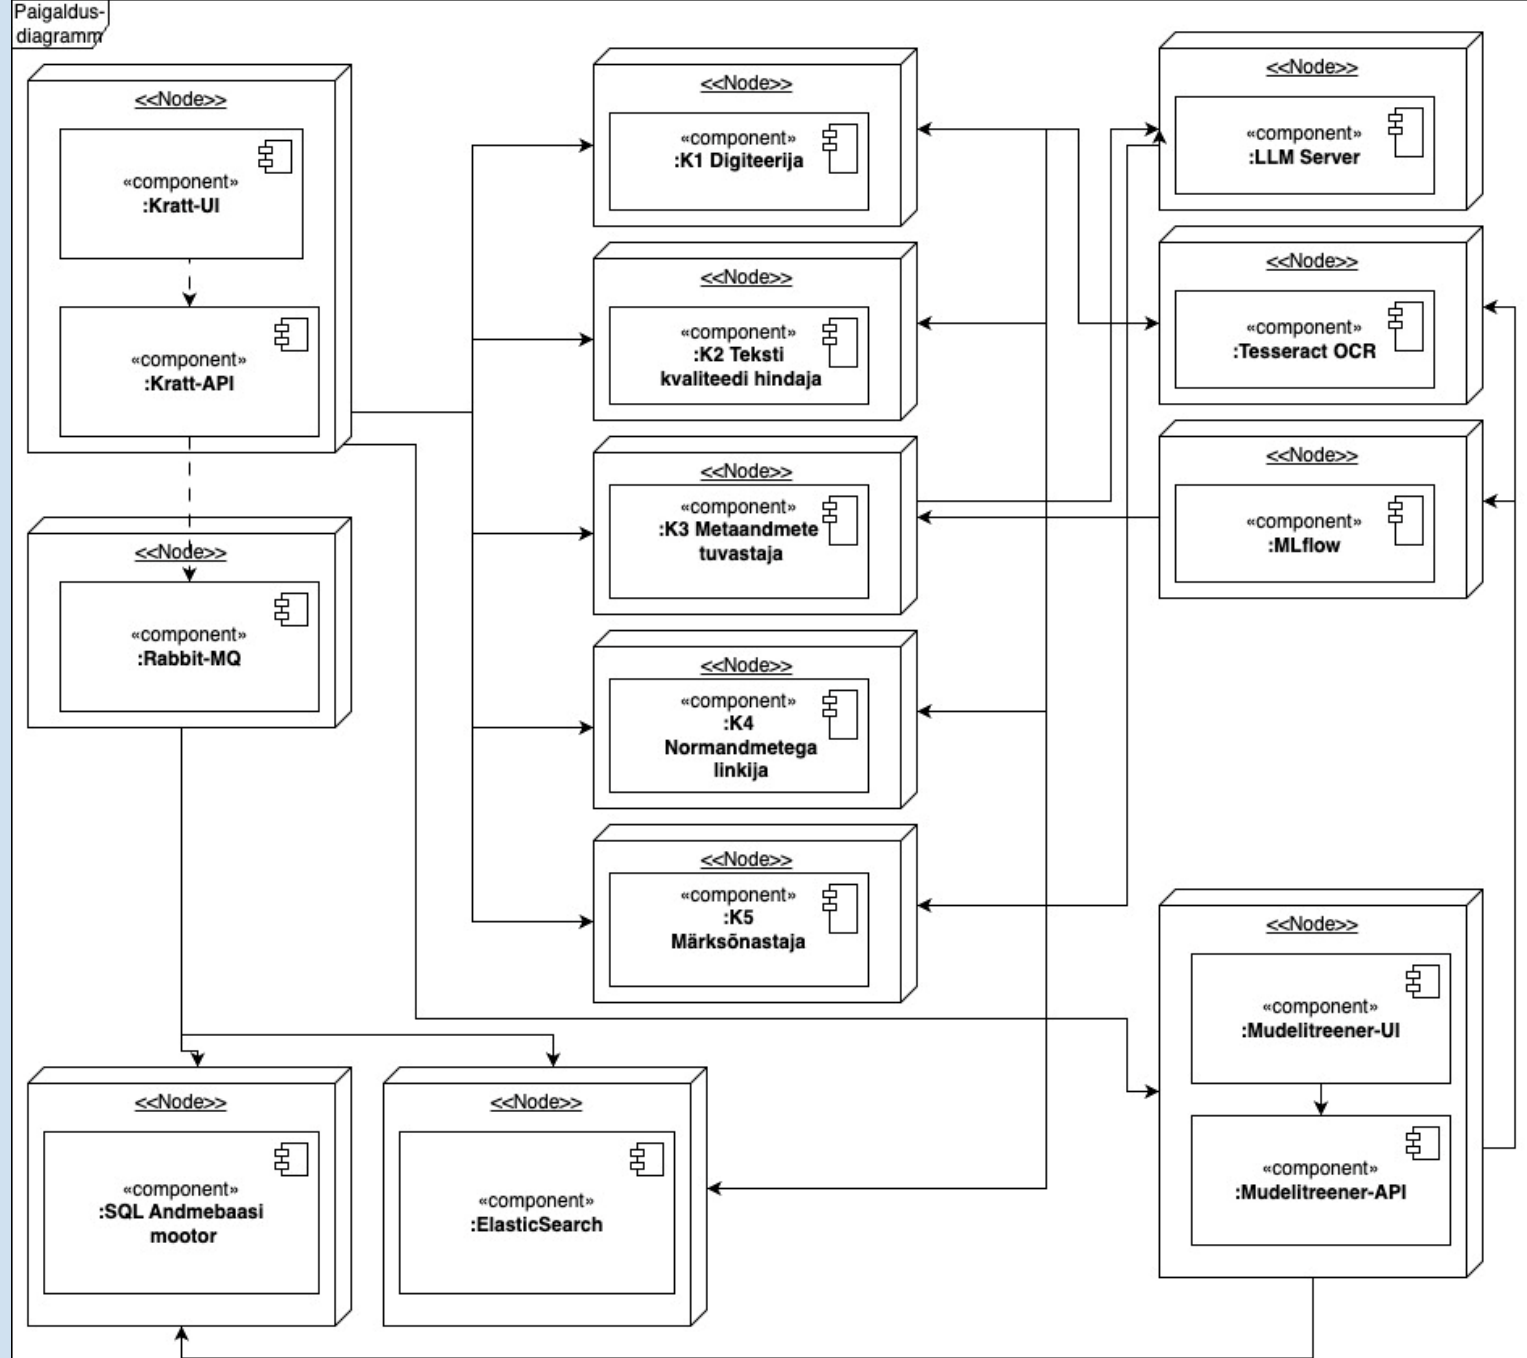 Paigaldus-
diagramm
<<Node>>
«component»
:Kratt-UI
«component»
:Kratt-API
<<Node>>
«component»
:Rabbit-MQ
<<Node>>
«component»
:K1 Digiteerija
<<Node>>
«component»
:K2 Teksti
kvaliteedi hindaja
<<Node>>
«component»
:K3 Metaandmete
tuvastaja
<<Node>>
«component»
:K4
Normandmetega
linkija
<<Node>>
«component»
:K5
Märksõnastaja
<<Node>>
«component»
:LLM Server
<<Node>>
«component»
:Tesseract OCR
<<Node>>
«component»
:MLflow
<<Node>>
«component»
:Mudelitreener-UI
«component»
:Mudelitreener-API
<<Node>>
«component»
:SQL Andmebaasi
mootor
<<Node>>
«component»
:ElasticSearch